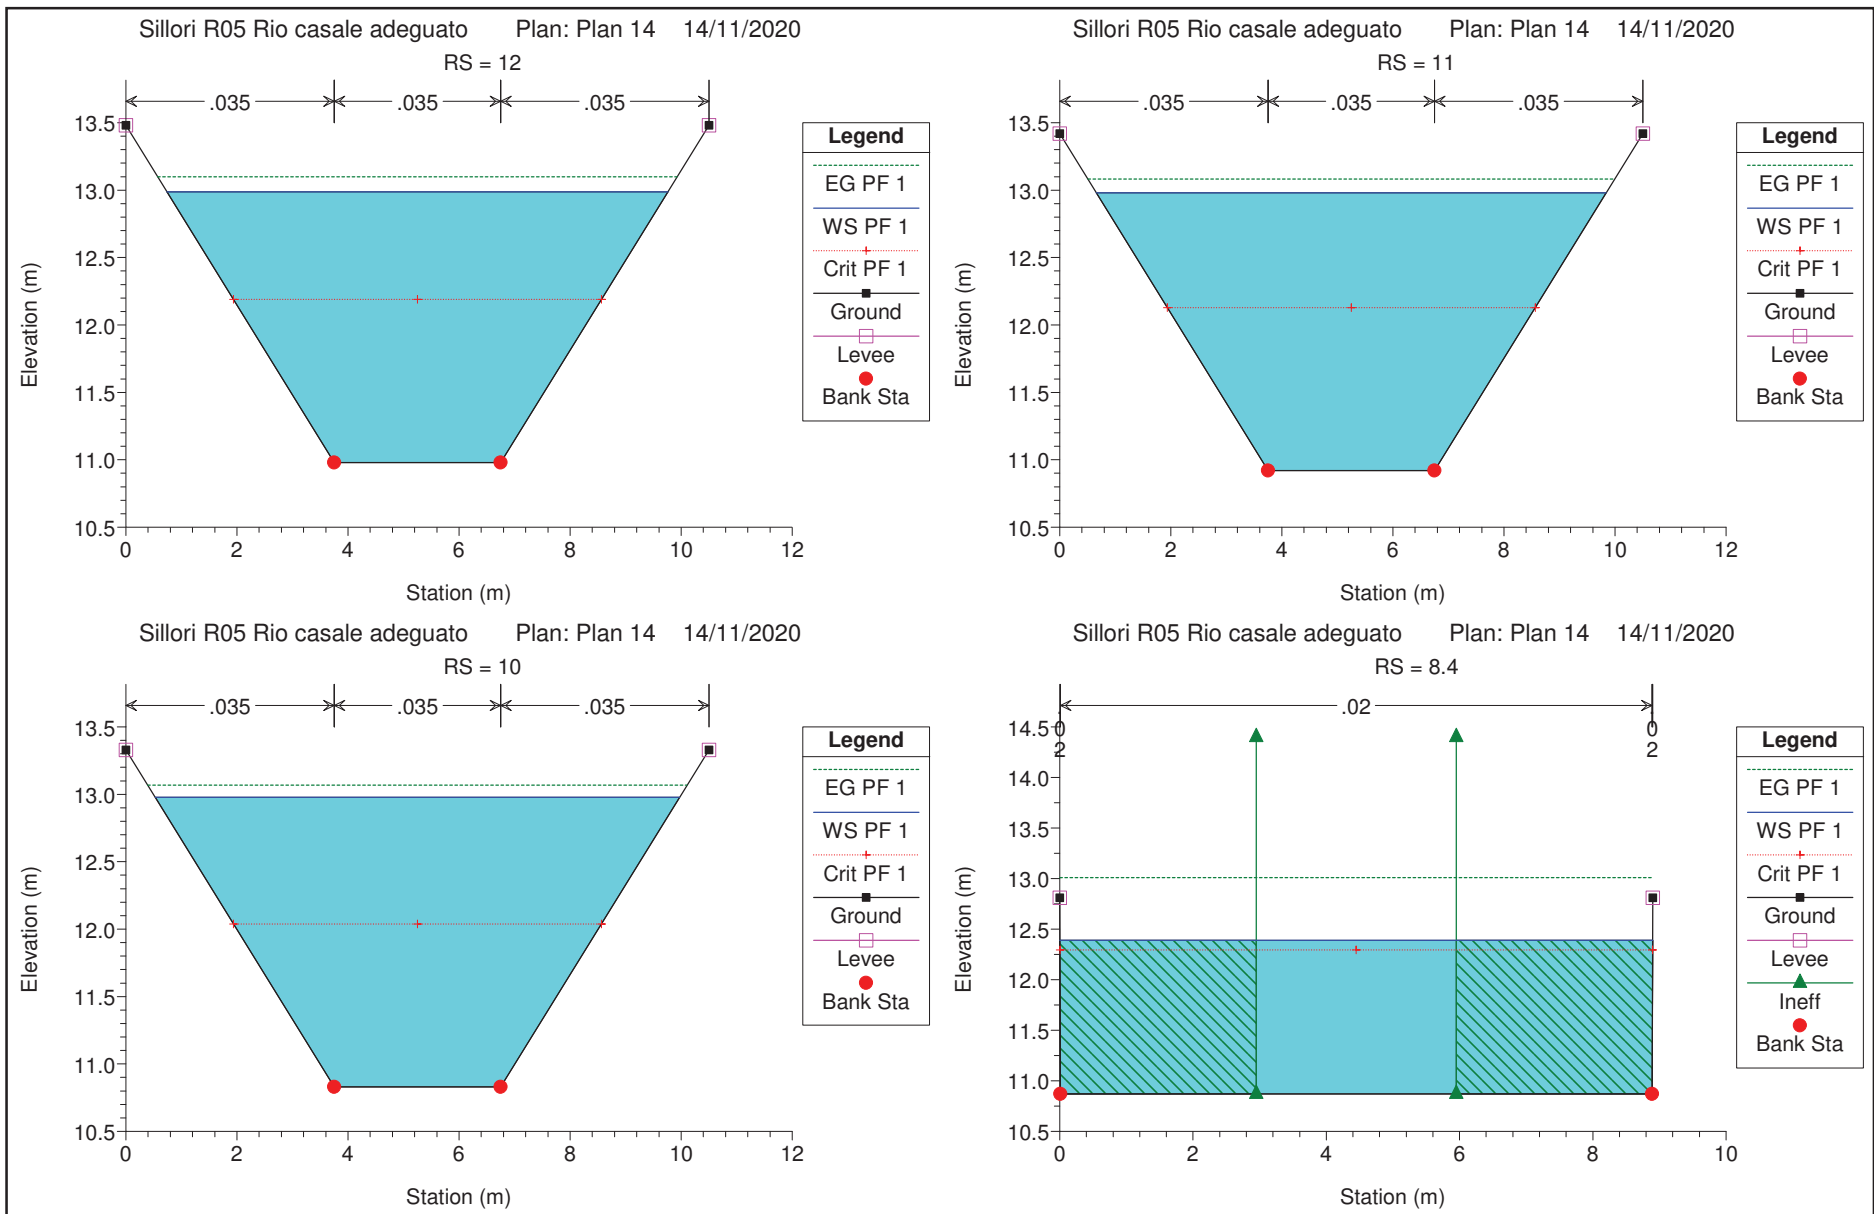 Sillori R05 Rio casale adeguato Plan: Plan 14 14/11/2020
RS = 12
.035 .035 .035
13.5
13.0
12.5
12.0
11.5
11.0
10.5
Elevation (m)
0 2 4 6 8 10 12
Station (m)
Legend
EG PF 1
WS PF 1
Crit PF 1
Ground
Levee
Bank Sta
Sillori R05 Rio casale adeguato Plan: Plan 14 14/11/2020
RS = 11
.035 .035 .035
13.5
13.0
12.5
12.0
11.5
11.0
10.5
Elevation (m)
0 2 4 6 8 10 12
Station (m)
Legend
EG PF 1
WS PF 1
Crit PF 1
Ground
Levee
Bank Sta
Sillori R05 Rio casale adeguato Plan: Plan 14 14/11/2020
RS = 10
.035 .035 .035
13.5
13.0
12.5
12.0
11.5
11.0
10.5
Elevation (m)
0 2 4 6 8 10 12
Station (m)
Legend
EG PF 1
WS PF 1
Crit PF 1
Ground
Levee
Bank Sta
Sillori R05 Rio casale adeguato Plan: Plan 14 14/11/2020
RS = 8.4
.02
.02
.02
14.5
14.0
13.5
13.0
12.5
12.0
11.5
11.0
10.5
Elevation (m)
0 2 4 6 8 10
Station (m)
Legend
EG PF 1
WS PF 1
Crit PF 1
Ground
Levee
Ineff
Bank Sta